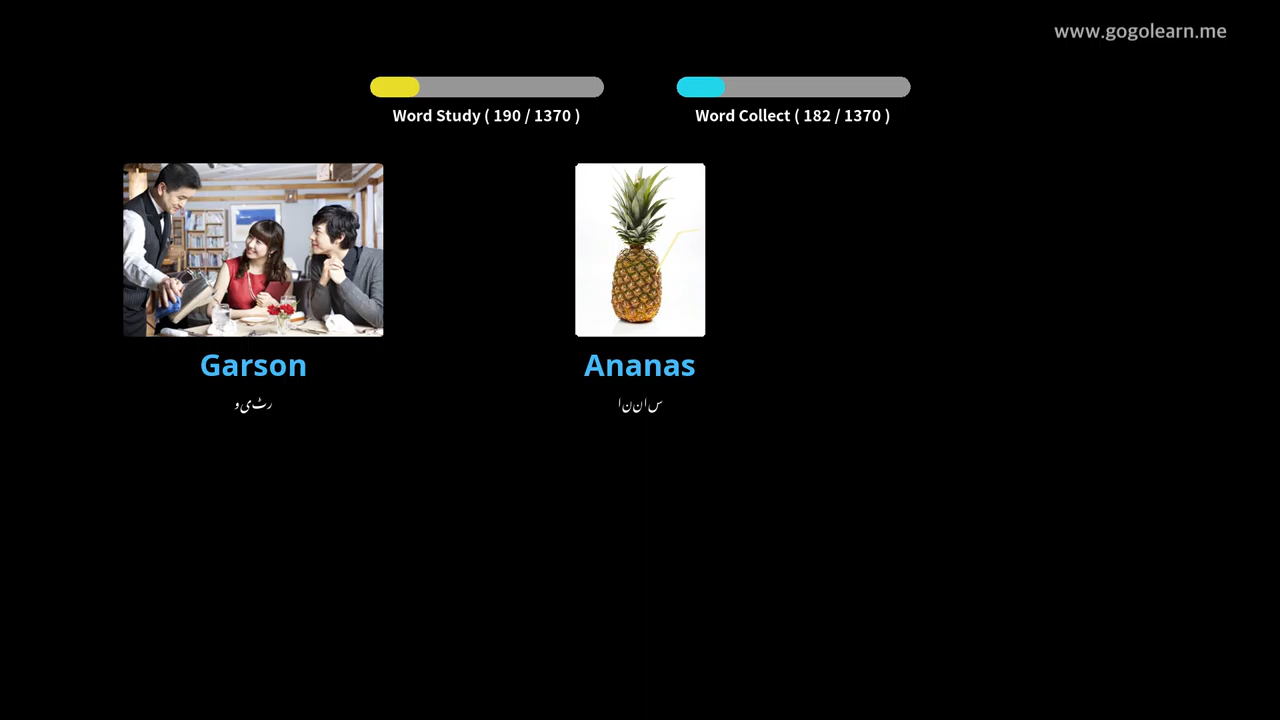 www.gogolearn.me
Word Study ( 190 / 1370 )
Word Collect ( 182 / 1370 )
Garson
ویٹر
Ananas
انناس